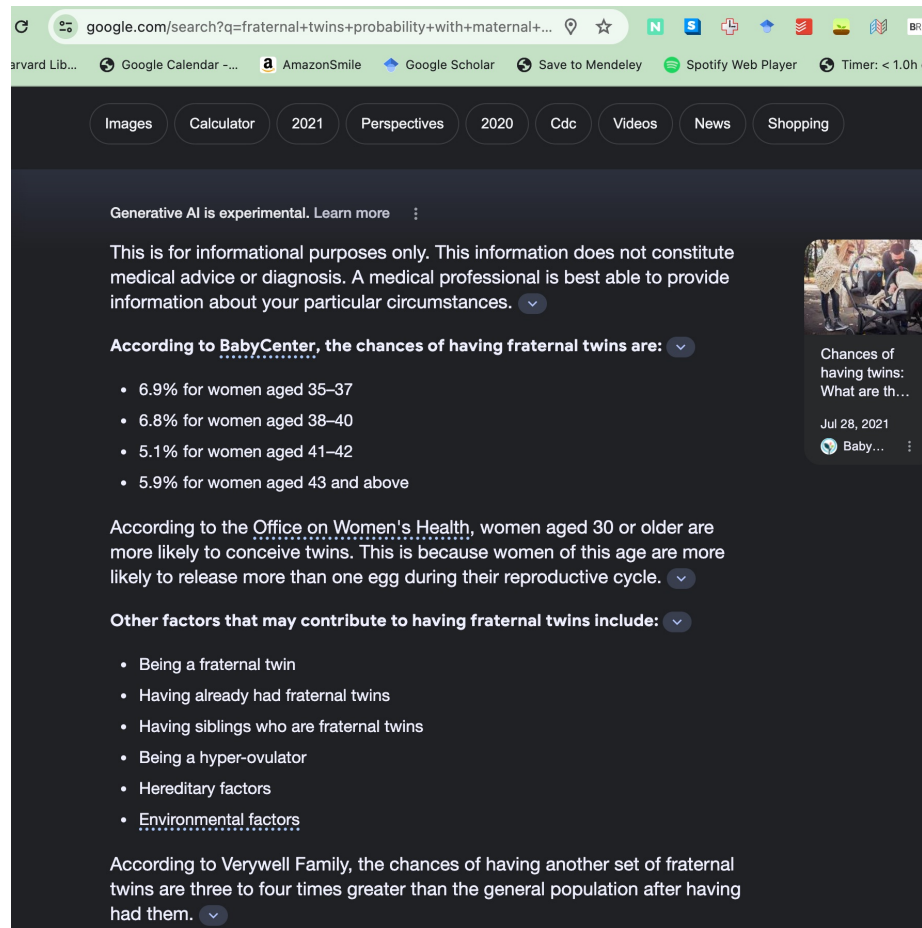 google.com/search?q=fraternal+twins+probability+with+maternal+...
BR
arvard Lib...
Google Calendar -...
AmazonSmile
Google Scholar
Save to Mendeley
Spotify Web Player
Timer: < 1.0h
Images
Calculator
2021
Perspectives
2020
Cdc
Videos
News
Shopping
Generative AI is experimental. Learn more
This is for informational purposes only. This information does not constitute
medical advice or diagnosis. A medical professional is best able to provide
information about your particular circumstances.
According to BabyCenter, the chances of having fraternal twins are:
• 6.9% for women aged 35–37
• 6.8% for women aged 38–40
• 5.1% for women aged 41–42
• 5.9% for women aged 43 and above
According to the Office on Women's Health, women aged 30 or older are
more likely to conceive twins. This is because women of this age are more
likely to release more than one egg during their reproductive cycle.
Other factors that may contribute to having fraternal twins include:
• Being a fraternal twin
• Having already had fraternal twins
• Having siblings who are fraternal twins
• Being a hyper-ovulator
• Hereditary factors
• Environmental factors
According to Verywell Family, the chances of having another set of fraternal
twins are three to four times greater than the general population after having
had them.
Chances of
having twins:
What are th...
Jul 28, 2021
Baby...